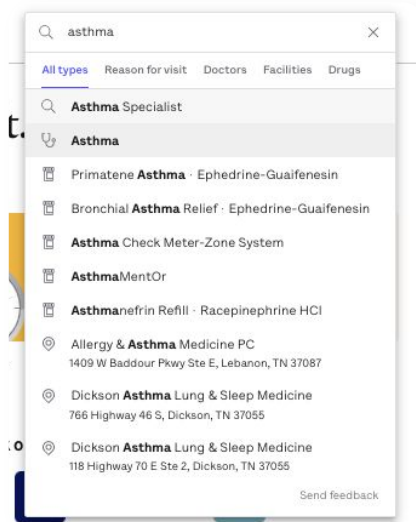 asthma
All types Reason for visit Doctors Facilities Drugs
Asthma Specialist
Asthma
Primatene Asthma · Ephedrine-Guaifenesin
Bronchial Asthma Relief · Ephedrine-Guaifenesin
Asthma Check Meter-Zone System
AsthmaMentOr
Asthmanefrin Refill · Racepinephrine HCl
Allergy & Asthma Medicine PC
1409 W Baddour Pkwy Ste E, Lebanon, TN 37087
Dickson Asthma Lung & Sleep Medicine
766 Highway 46 S, Dickson, TN 37055
Dickson Asthma Lung & Sleep Medicine
118 Highway 70 E Ste 2, Dickson, TN 37055
Send feedback